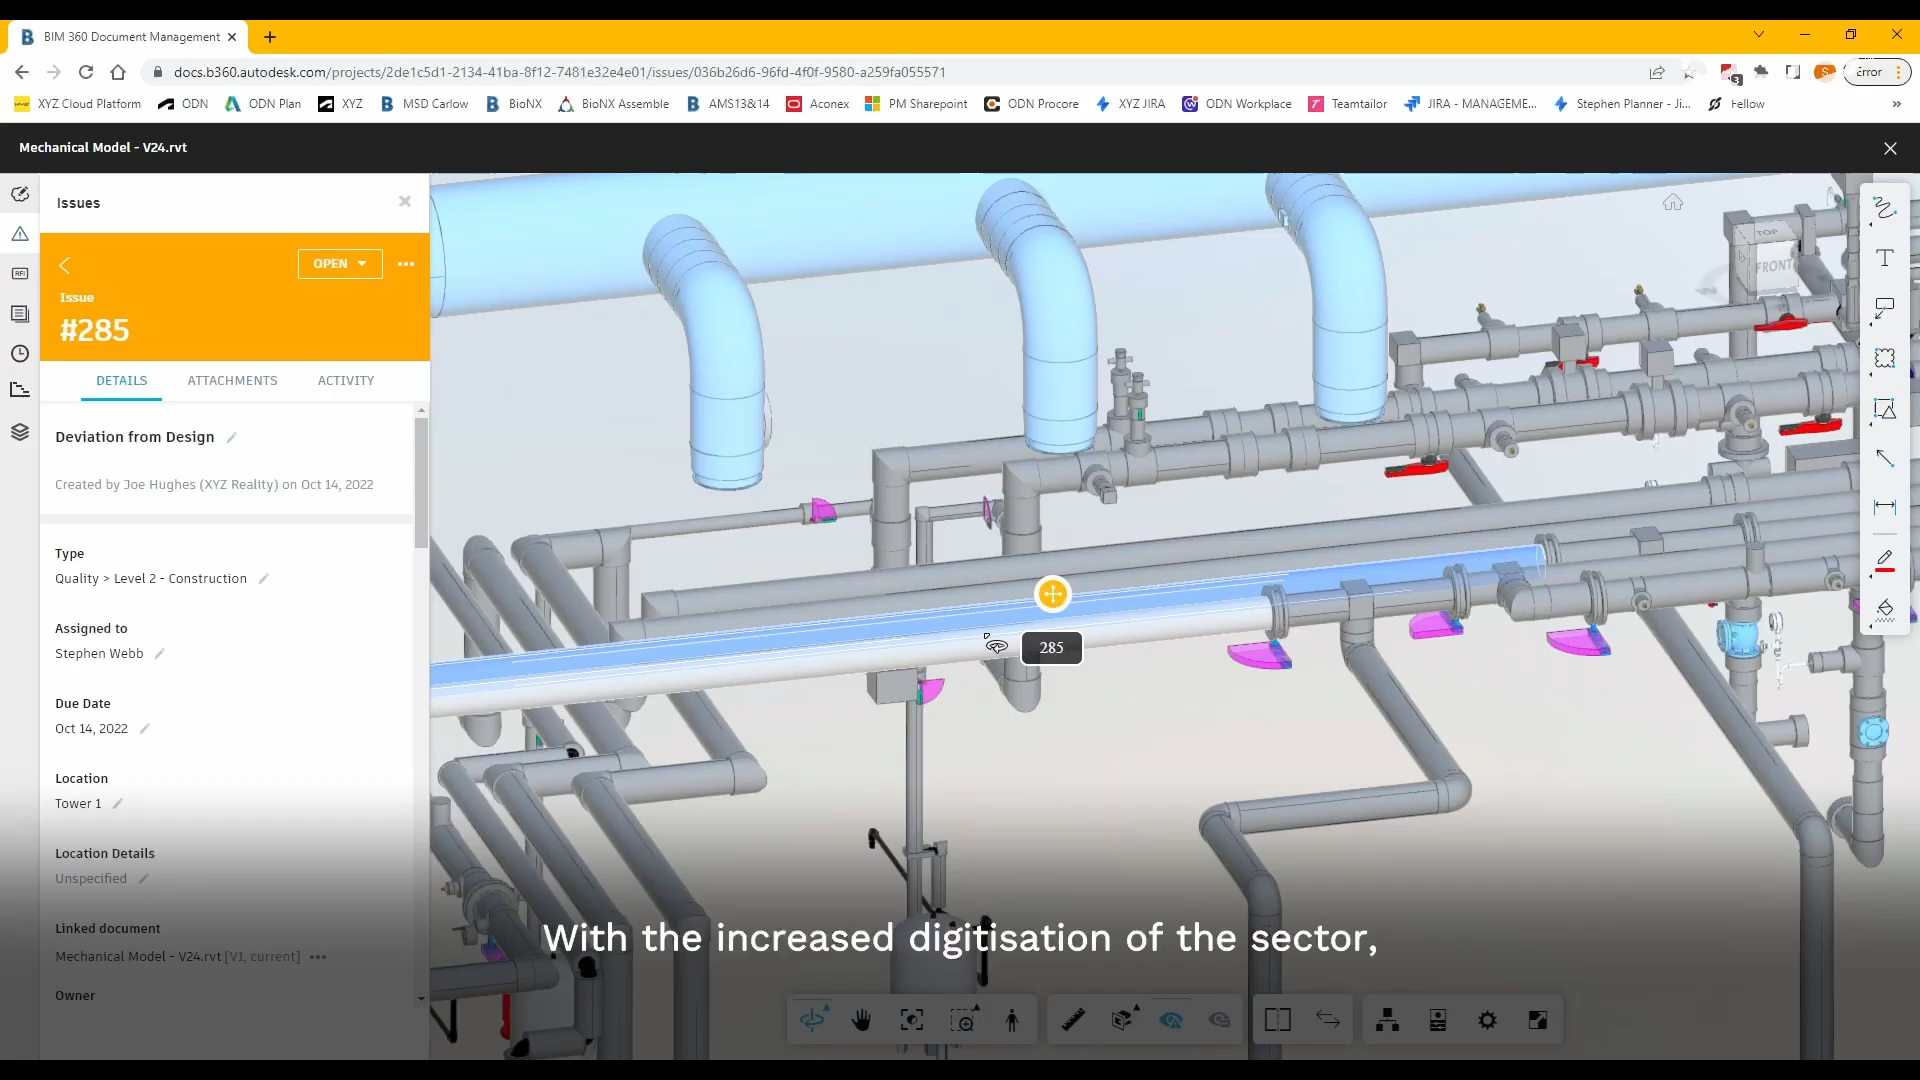 BIM 360 Document Management
docs.b360.autodesk.com/projects/2de1c5d1-2134-41ba-8f12-7481e32e4e01/issues/036b26d6-96fd-4f0f-9580-a259fa055571
3
S
Error
XYZ Cloud Platform
ODN
ODN Plan
XYZ
MSD Carlow
BioNX
BioNX Assemble
AMS13&14
Aconex
PM Sharepoint
ODN Procore
XYZ JIRA
ODN Workplace
Teamtailor
JIRA - MANAGEME...
Stephen Planner - Ji...
Fellow
Mechanical Model - V24.rvt
Issues
OPEN
Issue
#285
DETAILS
ATTACHMENTS
ACTIVITY
Deviation from Design
Created by Joe Hughes (XYZ Reality) on Oct 14, 2022
Type
Quality > Level 2 - Construction
Assigned to
Stephen Webb
Due Date
Oct 14, 2022
Location
Tower 1
Location Details
Unspecified
Linked document
Mechanical Model - V24.rvt [V1, current]
Owner
RFI
TOP
FRONT
285
With the increased digitisation of the sector,